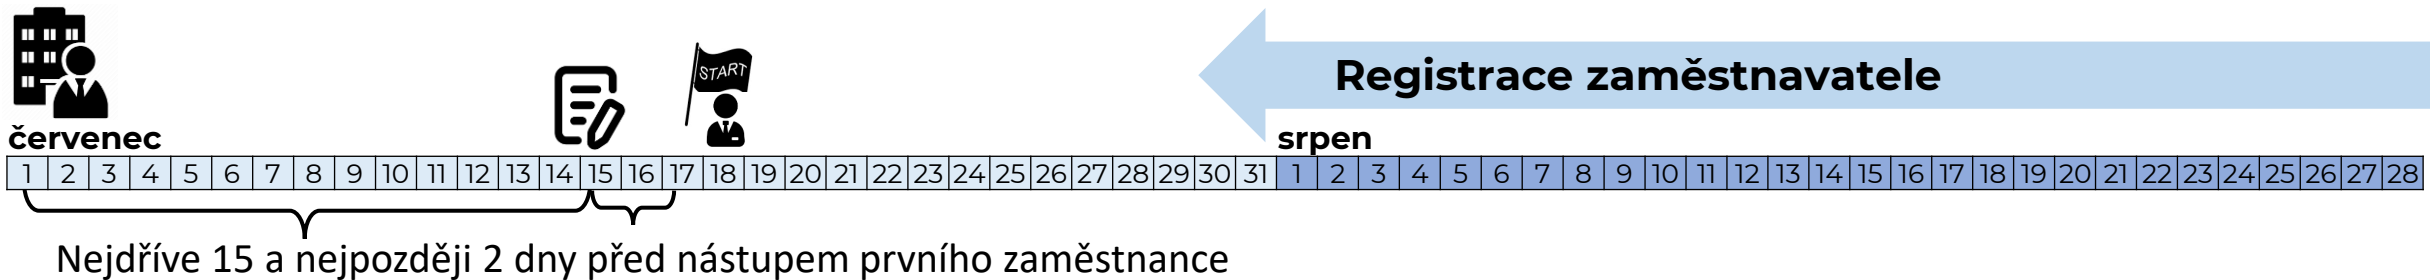 START
Registrace zaměstnavatele
červenec
srpen
1 2 3 4 5 6 7 8 9 10 11 12 13 14 15 16 17 18 19 20 21 22 23 24 25 26 27 28 29 30 31 1 2 3 4 5 6 7 8 9 10 11 12 13 14 15 16 17 18 19 20 21 22 23 24 25 26 27 28
Nejdříve 15 a nejpozději 2 dny před nástupem prvního zaměstnance